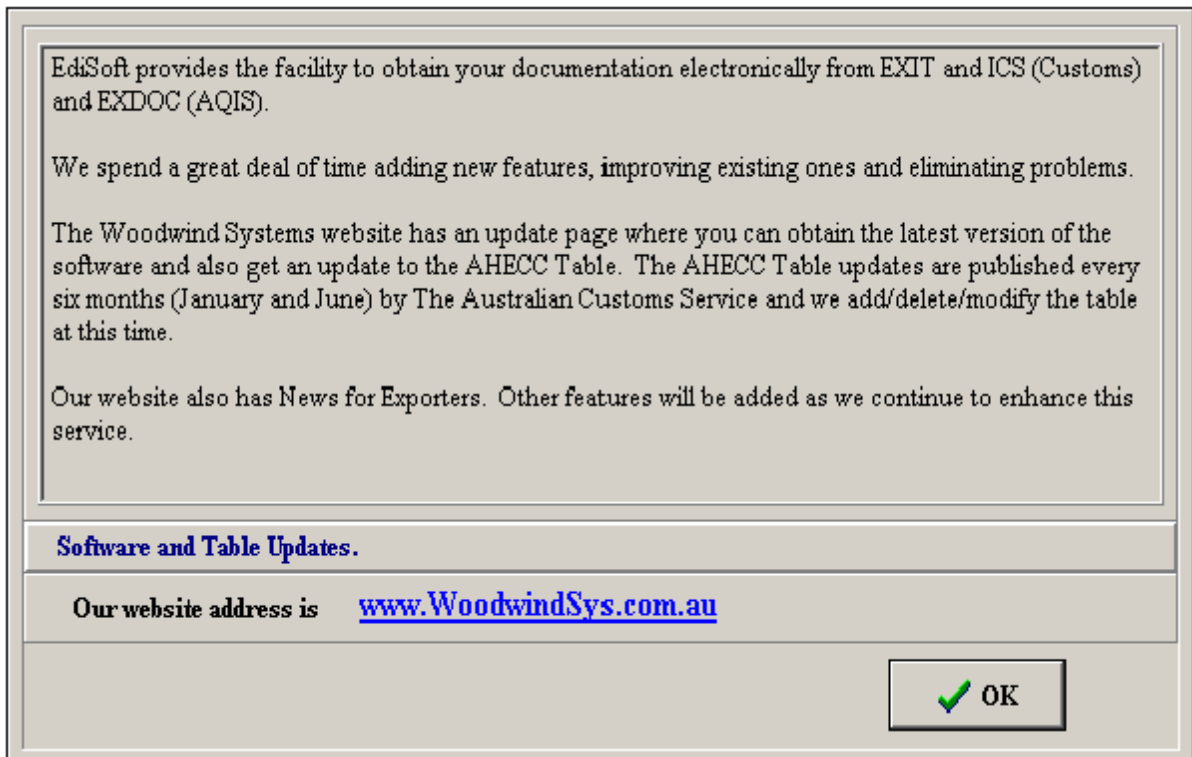 EdiSoft provides the facility to obtain your documentation electronically from EXIT and ICS (Customs)
and EXDOC (AQIS).
We spend a great deal of time adding new features, improving existing ones and eliminating problems.
The Woodwind Systems website has an update page where you can obtain the latest version of the
software and also get an update to the AHECC Table. The AHECC Table updates are published every
six months (January and June) by The Australian Customs Service and we add/delete/modify the table
at this time.
Our website also has News for Exporters. Other features will be added as we continue to enhance this
service.
Software and Table Updates.
Our website address is www.WoodwindSys.com.au
OK